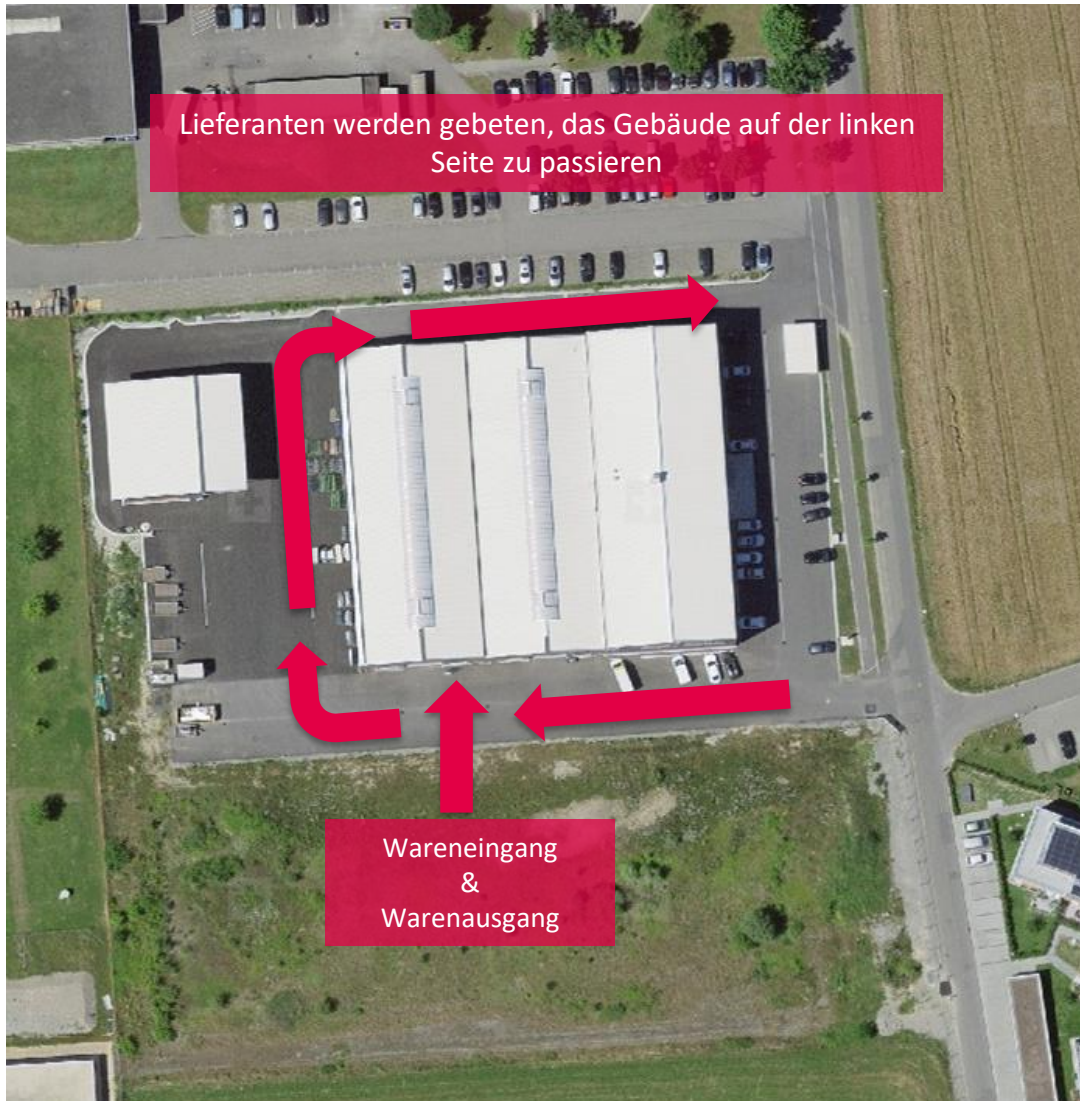 Lieferanten werden gebeten, das Gebäude auf der linken
Seite zu passieren
Wareneingang
&
Warenausgang